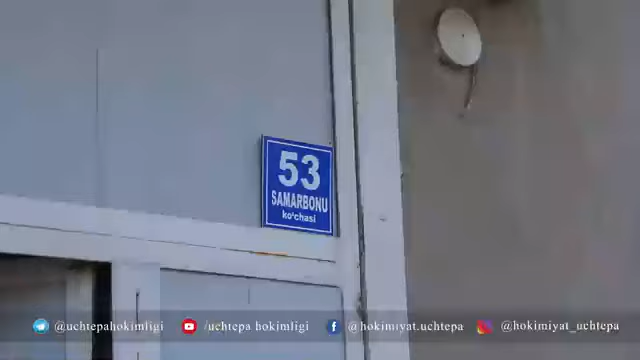 53
SAMARBONU
ko'chasi
@uchtepahokimligi
/uchtepa hokimligi
@hokimiyat.uchtepa
@hokimiyat_uchtepa